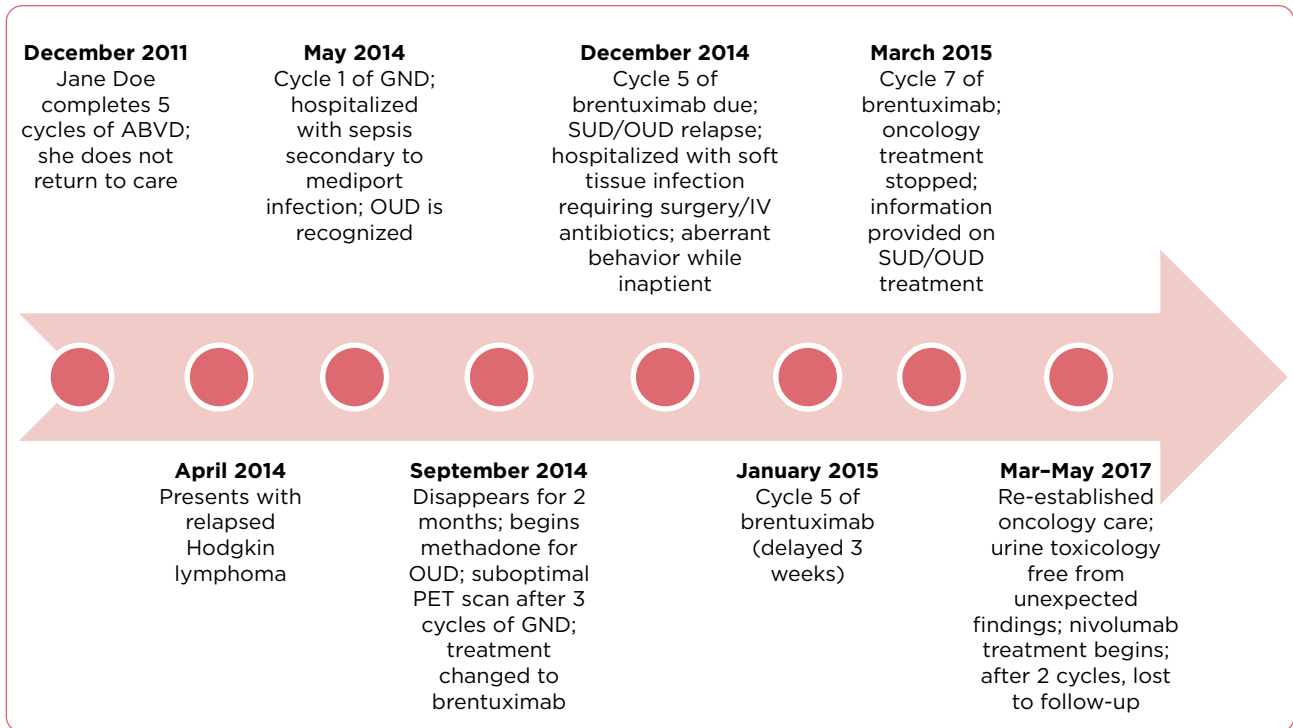 December 2011
Jane Doe
completes 5
cycles of ABVD;
she does not
return to care
May 2014
Cycle 1 of GND;
hospitalized
with sepsis
secondary to
mediport
infection; OUD is
recognized
December 2014
Cycle 5 of
brentuximab due;
SUD/OUD relapse;
hospitalized with soft
tissue infection
requiring surgery/IV
antibiotics; aberrant
behavior while
inaptient
March 2015
Cycle 7 of
brentuximab;
oncology
treatment
stopped;
information
provided on
SUD/OUD
treatment
April 2014
Presents with
relapsed
Hodgkin
lymphoma
September 2014
Disappears for 2
months; begins
methadone for
OUD; suboptimal
PET scan after 3
cycles of GND;
treatment
changed to
brentuximab
January 2015
Cycle 5 of
brentuximab
(delayed 3
weeks)
Mar–May 2017
Re-established
oncology care;
urine toxicology
free from
unexpected
findings; nivolumab
treatment begins;
after 2 cycles, lost
to follow-up